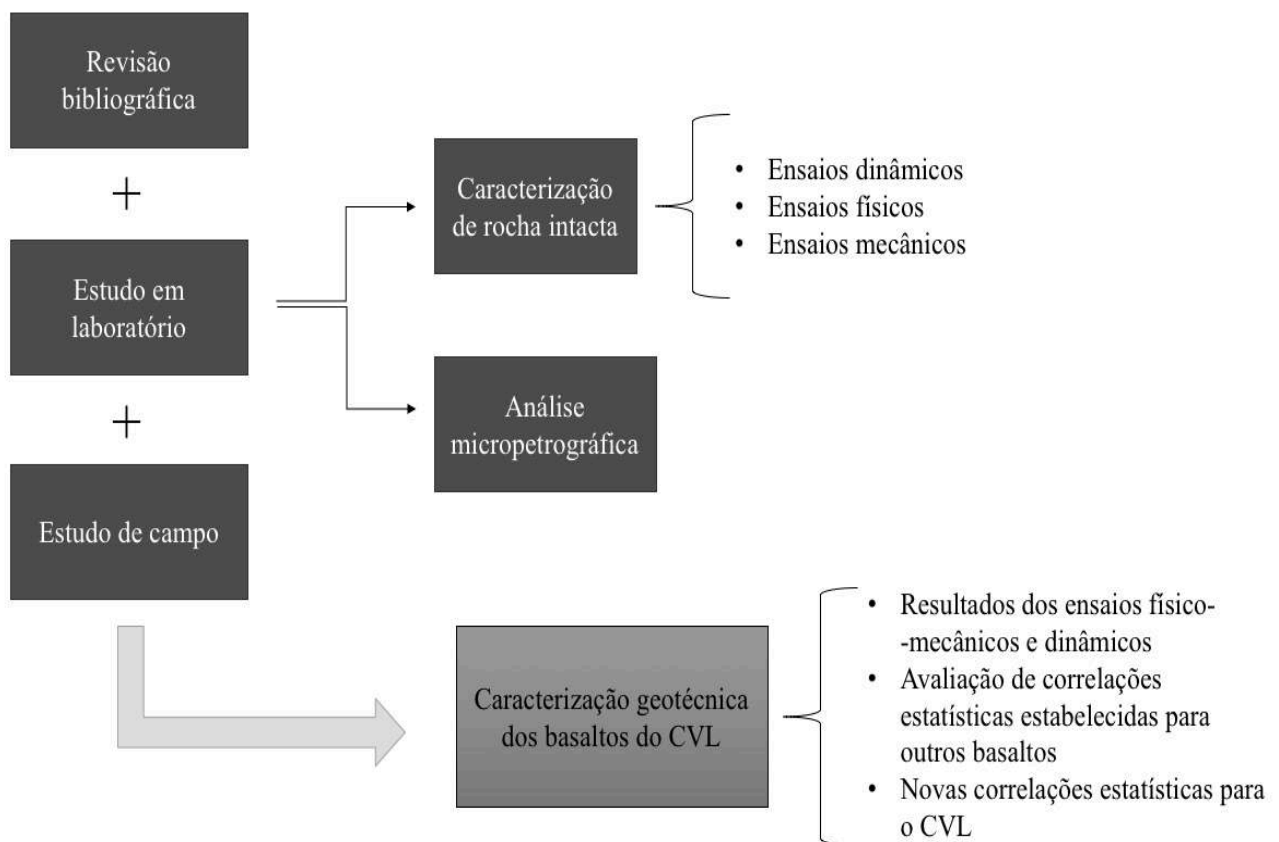 Revisão
bibliográfica
+
Estudo em
laboratório
+
Estudo de campo
Caracterização
de rocha intacta
• Ensaios dinâmicos
• Ensaios físicos
• Ensaios mecânicos
Análise
micropetrográfica
Caracterização geotécnica
dos basaltos do CVL
• Resultados dos ensaios físico-
-mecânicos e dinâmicos
• Avaliação de correlações
estatísticas estabelecidas para
outros basaltos
• Novas correlações estatísticas para
o CVL